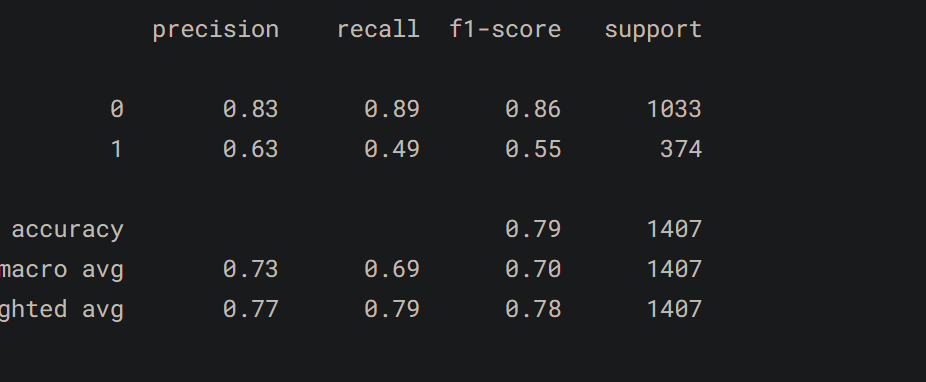 precision recall f1-score support
0 0.83 0.89 0.86 1033
1 0.63 0.49 0.55 374
accuracy 0.79 1407
macro avg 0.73 0.69 0.70 1407
ghted avg 0.77 0.79 0.78 1407